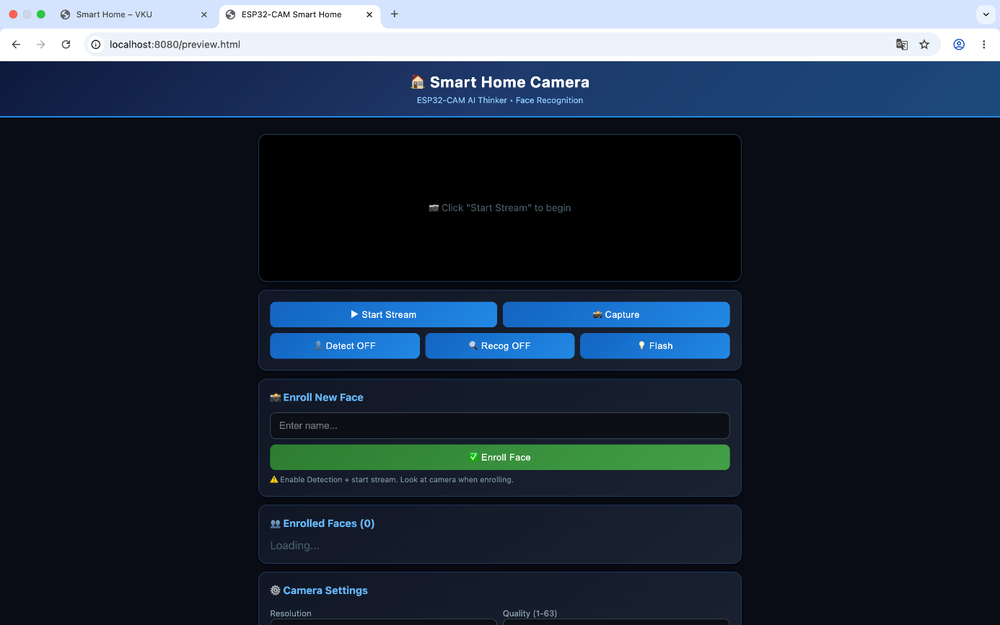 Smart Home – VKU
ESP32-CAM Smart Home
localhost:8080/preview.html
🏠 Smart Home Camera
ESP32-CAM AI Thinker • Face Recognition
📷 Click "Start Stream" to begin
▶ Start Stream
📸 Capture
👤 Detect OFF
🔍 Recog OFF
💡 Flash
📸 Enroll New Face
Enter name...
✅ Enroll Face
⚠️ Enable Detection + start stream. Look at camera when enrolling.
👥 Enrolled Faces (0)
Loading...
⚙️ Camera Settings
Resolution
Quality (1-63)